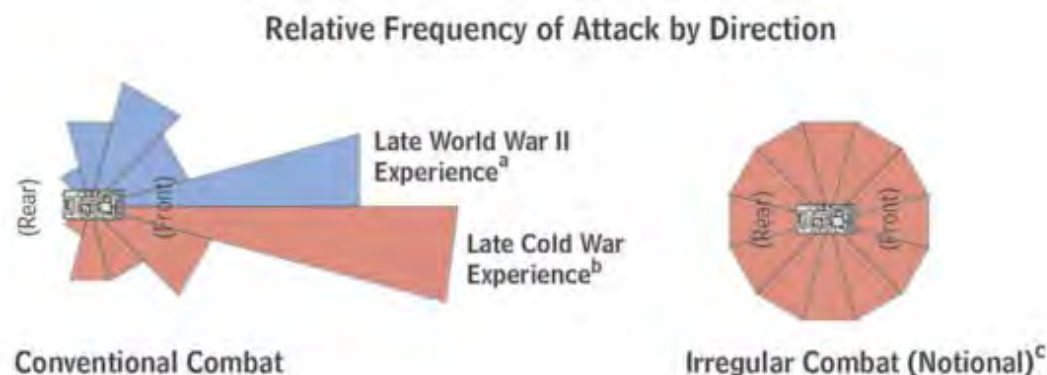 Relative Frequency of Attack by Direction
Late World War II
Experience^a
(Rear)
(Front)
Late Cold War
Experience^b
(Rear)
(Front)
Conventional Combat
Irregular Combat (Notional)^c